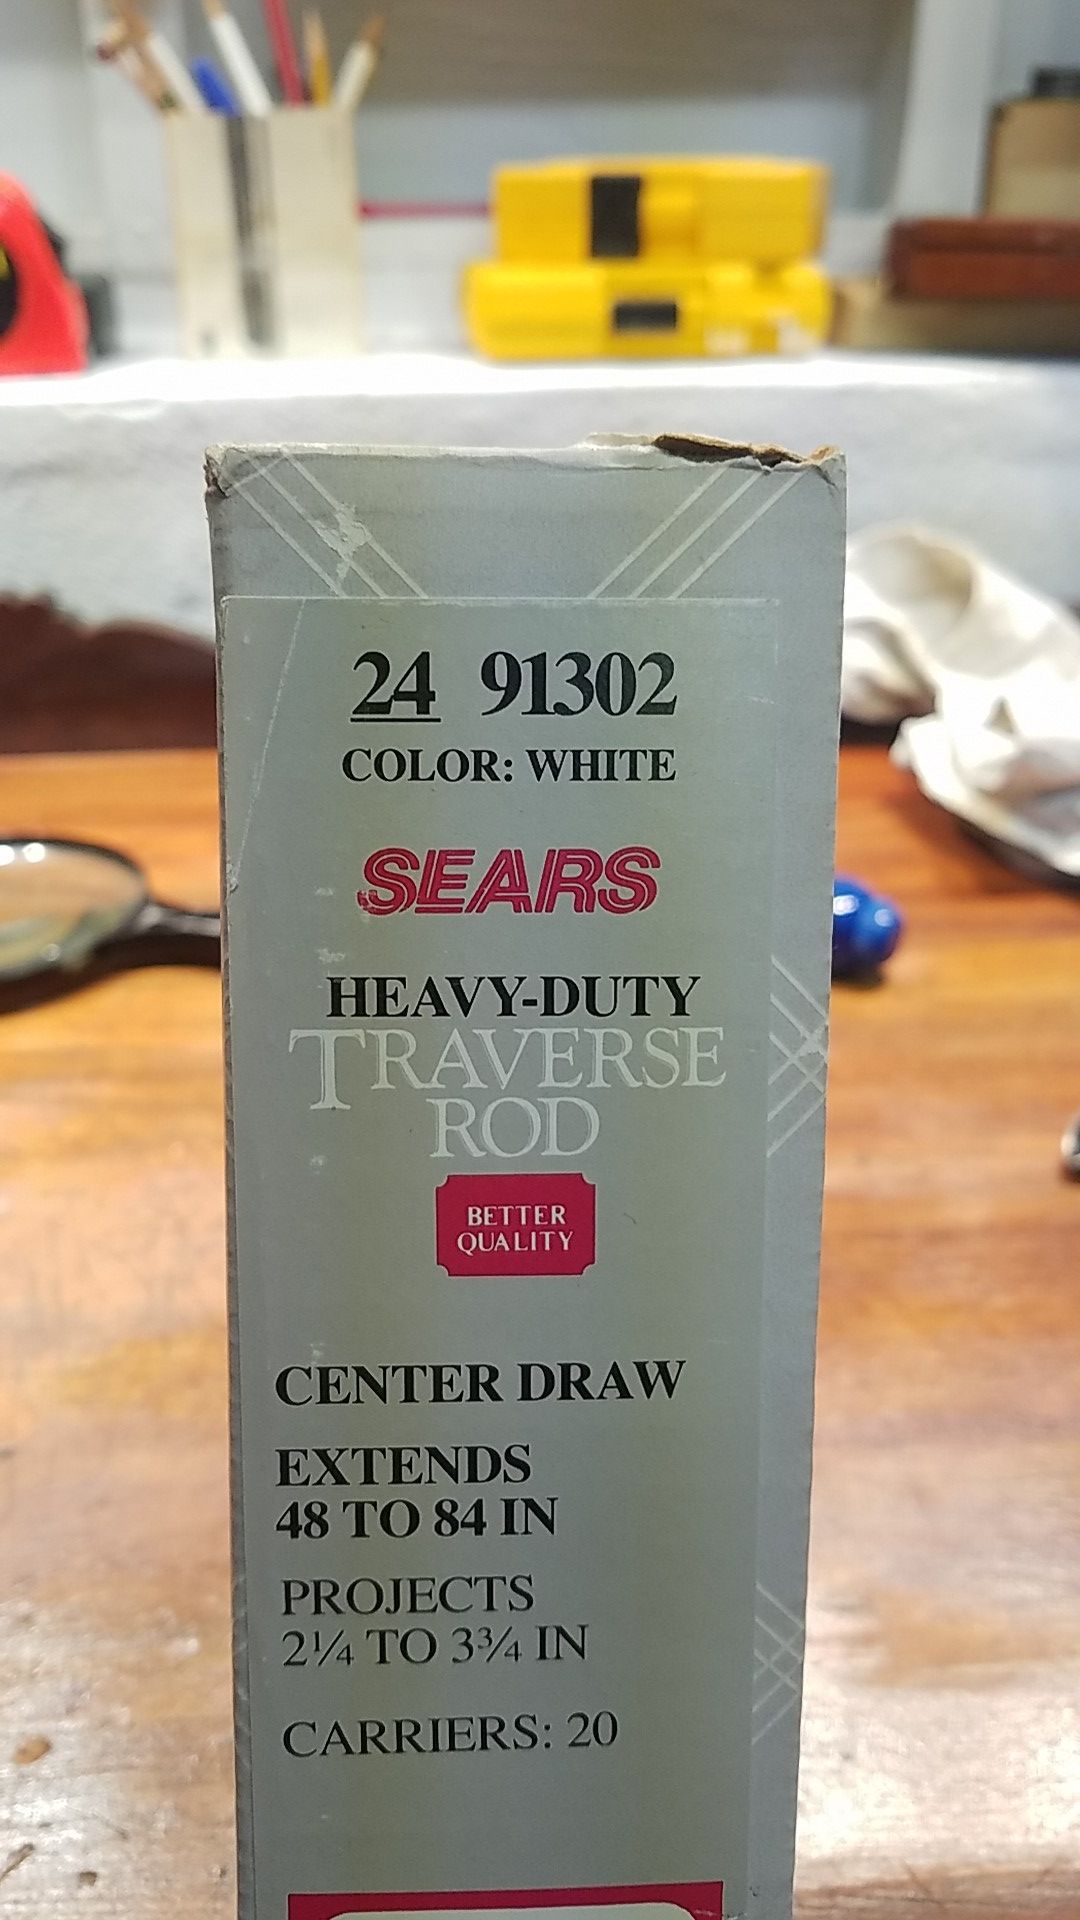 24 91302
COLOR: WHITE
SEARS
HEAVY-DUTY
TRAVERSE
ROD
BETTER
QUALITY
CENTER DRAW
EXTENDS
48 TO 84 IN
PROJECTS
2¼ TO 3¾ IN
CARRIERS: 20